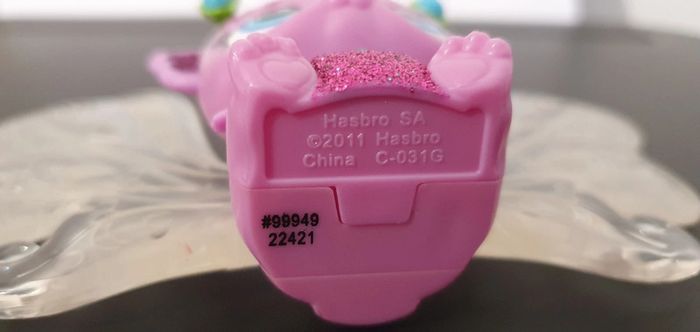 Hasbro SA
©2011 Hasbro
China C-031G
#99949
22421